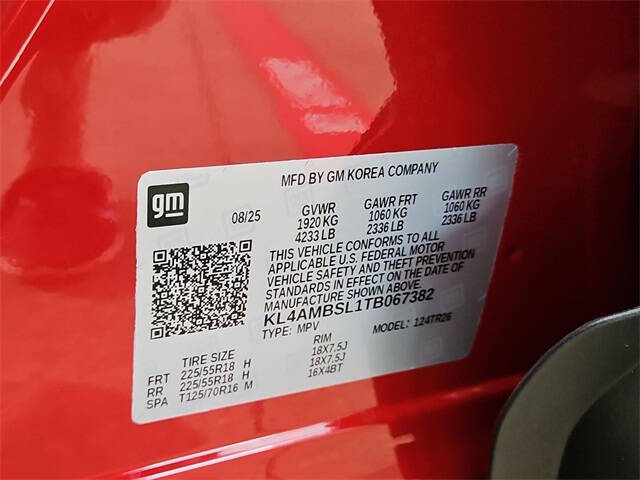 MFD BY GM KOREA COMPANY
gm
08/25 GVWR GAWR FRT GAWR RR
1920 KG 1060 KG 1060 KG
4233 LB 2336 LB 2336 LB
THIS VEHICLE CONFORMS TO ALL
APPLICABLE U.S. FEDERAL MOTOR
VEHICLE SAFETY AND THEFT PREVENTION
STANDARDS IN EFFECT ON THE DATE OF
MANUFACTURE SHOWN ABOVE.
KL4AMBSL1TB067382
TYPE: MPV MODEL: 124TR26
TIRE SIZE RIM
FRT 225/55R18 H 18X7.5J
RR 225/55R18 H 18X7.5J
SPA T125/70R16 M 16X4BT